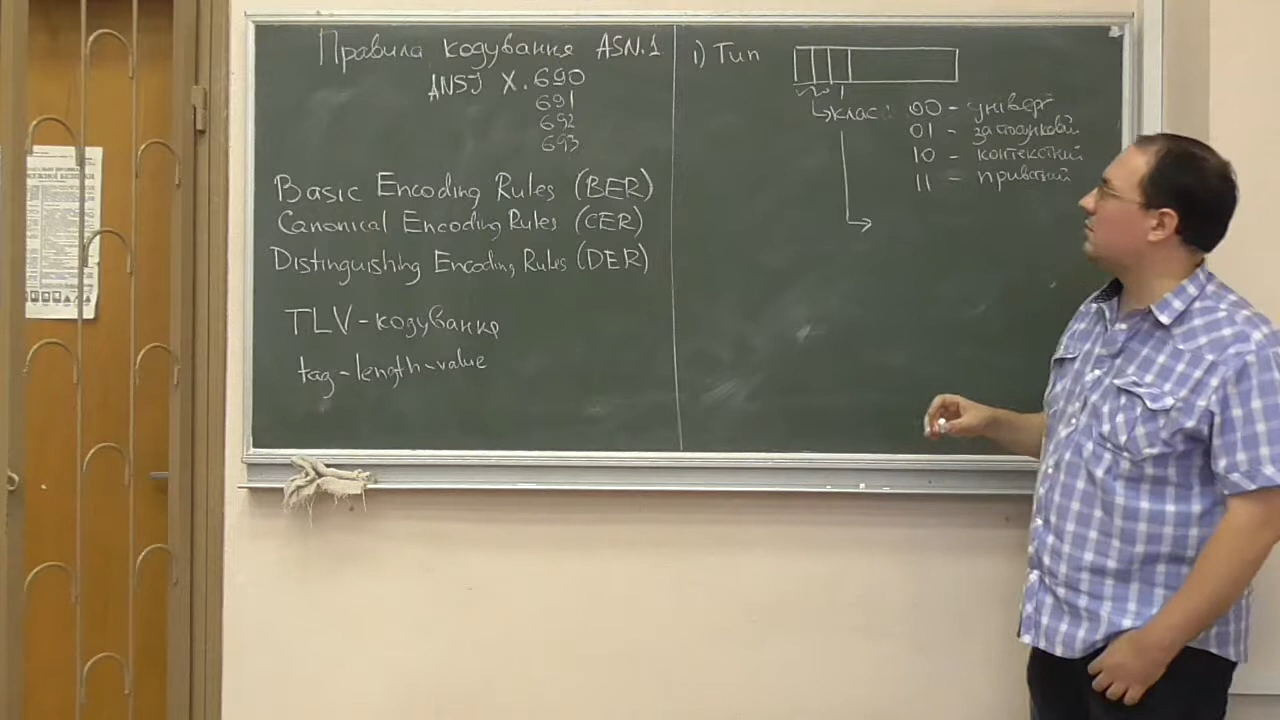 Правила кодування ASN.1
ANSI X.690
691
692
693
Basic Encoding Rules (BER)
Canonical Encoding Rules (CER)
Distinguishing Encoding Rules (DER)
TLV-кодування
tag-length-value
1) Тип
клас: 00 - універ
01 - застосунковий
10 - контекстний
11 - приватний